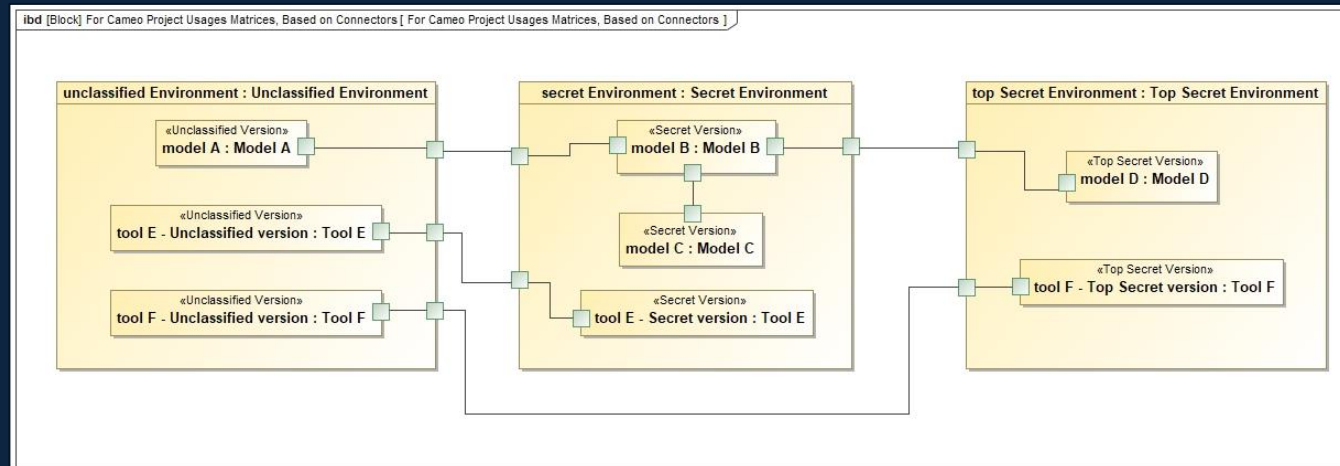 ibd [Block] For Cameo Project Usages Matrices, Based on Connectors [ For Cameo Project Usages Matrices, Based on Connectors ]
unclassified Environment : Unclassified Environment
«Unclassified Version»
model A : Model A
«Unclassified Version»
tool E - Unclassified version : Tool E
«Unclassified Version»
tool F - Unclassified version : Tool F
secret Environment : Secret Environment
«Secret Version»
model B : Model B
«Secret Version»
model C : Model C
«Secret Version»
tool E - Secret version : Tool E
top Secret Environment : Top Secret Environment
«Top Secret Version»
model D : Model D
«Top Secret Version»
tool F - Top Secret version : Tool F